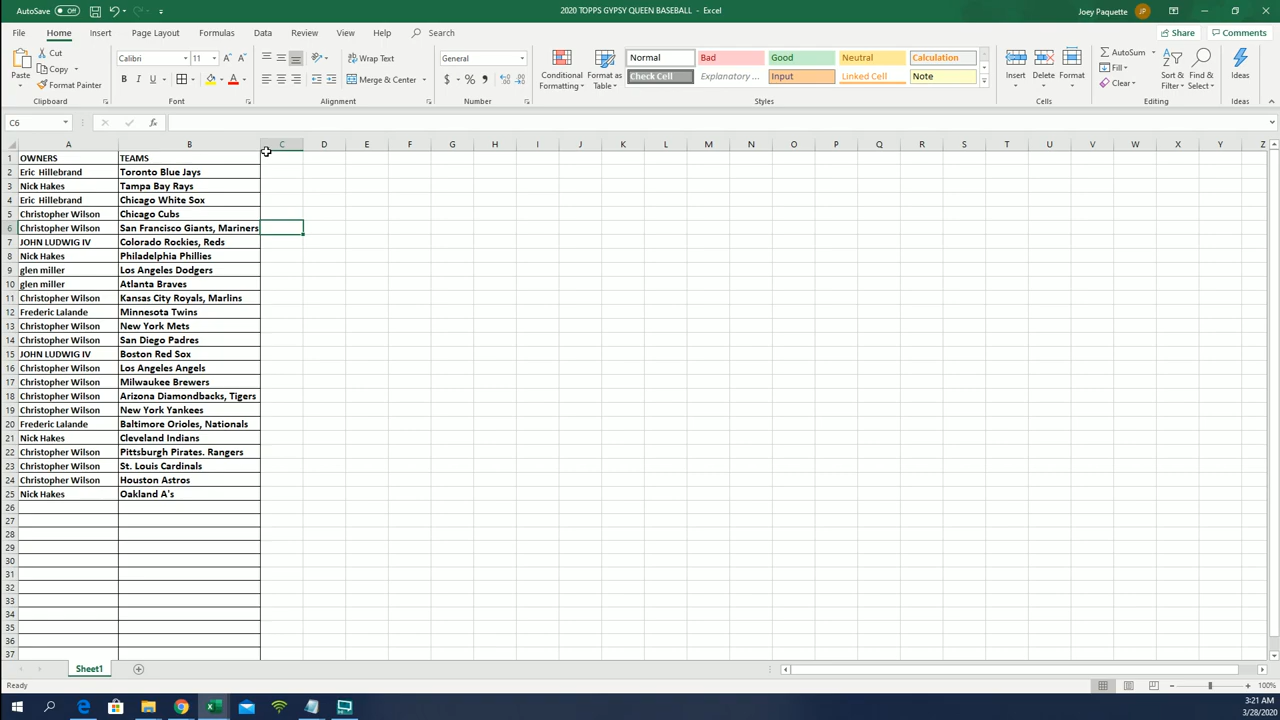 AutoSave Off
2020 TOPPS GYPSY QUEEN BASEBALL - Excel
Joey Paquette JP
File Home Insert Page Layout Formulas Data Review View Help Search
Share Comments
Paste
Cut
Copy
Format Painter
Clipboard
Calibri 11
B I U
Font
Wrap Text
Merge & Center
Alignment
General
$ % ,
Number
Conditional Formatting
Format as Table
Normal Bad Good Neutral Calculation
Check Cell Explanatory ... Input Linked Cell Note
Styles
Insert Delete Format
Cells
AutoSum
Fill
Clear
Sort & Filter
Find & Select
Editing
Ideas
Ideas
C6
A B C D E F G H I J K L M N O P Q R S T U V W X Y Z
1 OWNERS TEAMS
2 Eric Hillebrand Toronto Blue Jays
3 Nick Hakes Tampa Bay Rays
4 Eric Hillebrand Chicago White Sox
5 Christopher Wilson Chicago Cubs
6 Christopher Wilson San Francisco Giants, Mariners
7 JOHN LUDWIG IV Colorado Rockies, Reds
8 Nick Hakes Philadelphia Phillies
9 glen miller Los Angeles Dodgers
10 glen miller Atlanta Braves
11 Christopher Wilson Kansas City Royals, Marlins
12 Frederic Lalande Minnesota Twins
13 Christopher Wilson New York Mets
14 Christopher Wilson San Diego Padres
15 JOHN LUDWIG IV Boston Red Sox
16 Christopher Wilson Los Angeles Angels
17 Christopher Wilson Milwaukee Brewers
18 Christopher Wilson Arizona Diamondbacks, Tigers
19 Christopher Wilson New York Yankees
20 Frederic Lalande Baltimore Orioles, Nationals
21 Nick Hakes Cleveland Indians
22 Christopher Wilson Pittsburgh Pirates. Rangers
23 Christopher Wilson St. Louis Cardinals
24 Christopher Wilson Houston Astros
25 Nick Hakes Oakland A's
26
27
28
29
30
31
32
33
34
35
36
37
Sheet1
Ready
100%
3:21 AM
3/28/2020